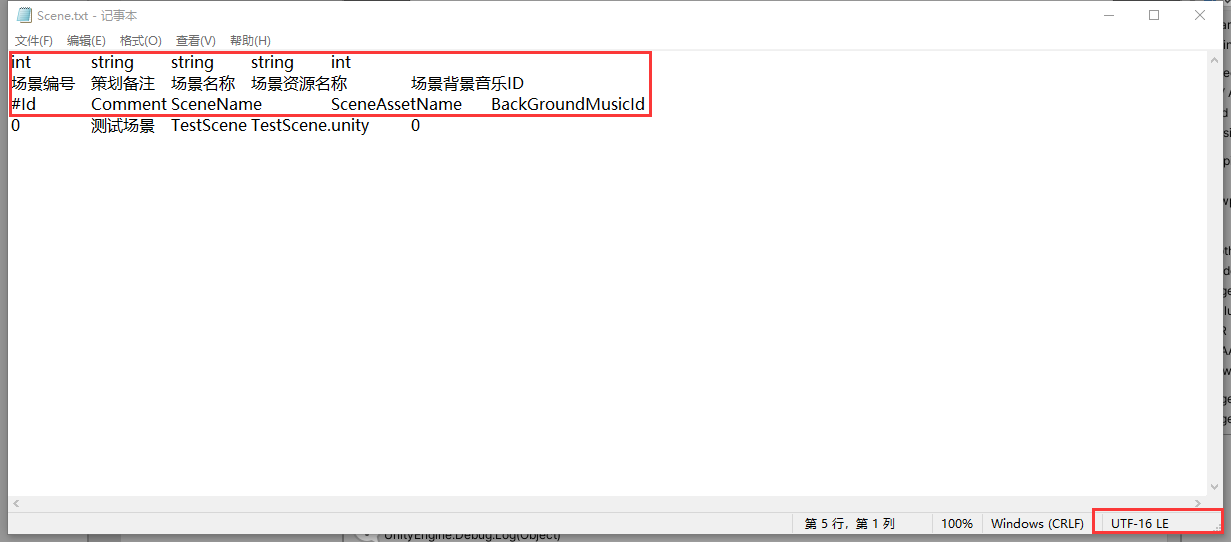 Scene.txt - 记事本
文件(F) 编辑(E) 格式(O) 查看(V) 帮助(H)
int string string string int
场景编号 策划备注 场景名称 场景资源名称 场景背景音乐ID
#Id Comment SceneName SceneAssetName BackGroundMusicId
0 测试场景 TestScene TestScene.unity 0
第 5 行，第 1 列 100% Windows (CRLF) UTF-16 LE
UnityEngine.Debug.Log(Object)